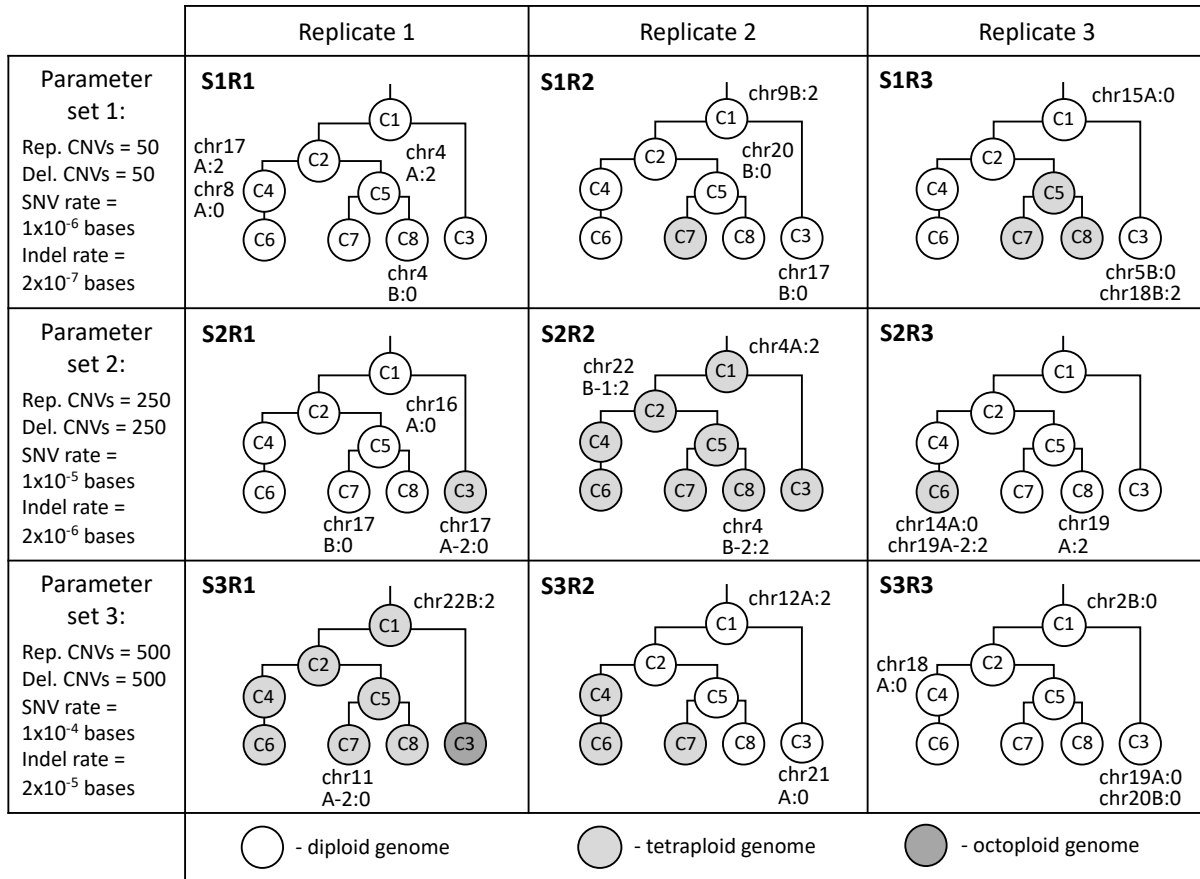 Replicate 1
Replicate 2
Replicate 3
Parameter
set 1:
Rep. CNVs = 50
Del. CNVs = 50
SNV rate =
1x10⁻⁶ bases
Indel rate =
2x10⁻⁷ bases
S1R1
C1
C2
chr17
A:2
chr8
A:0
chr4
A:2
C4
C5
C6
C7
C8
C3
chr4
B:0
S1R2
chr9B:2
C1
C2
chr20
B:0
C4
C5
C6
C7
C8
C3
chr17
B:0
S1R3
chr15A:0
C1
C2
C4
C5
C6
C7
C8
C3
chr5B:0
chr18B:2
Parameter
set 2:
Rep. CNVs = 250
Del. CNVs = 250
SNV rate =
1x10⁻⁵ bases
Indel rate =
2x10⁻⁶ bases
S2R1
C1
C2
chr16
A:0
C4
C5
C6
C7
C8
C3
chr17
B:0
chr17
A-2:0
S2R2
chr4A:2
C1
chr22
B-1:2
C2
C4
C5
C6
C7
C8
C3
chr4
B-2:2
S2R3
C1
C2
C4
C5
C6
C7
C8
C3
chr14A:0
chr19A-2:2
chr19
A:2
Parameter
set 3:
Rep. CNVs = 500
Del. CNVs = 500
SNV rate =
1x10⁻⁴ bases
Indel rate =
2x10⁻⁵ bases
S3R1
chr22B:2
C1
C2
C4
C5
C6
C7
C8
C3
chr11
A-2:0
S3R2
chr12A:2
C1
C2
C4
C5
C6
C7
C8
C3
chr21
A:0
S3R3
chr2B:0
C1
C2
chr18
A:0
C4
C5
C6
C7
C8
C3
chr19A:0
chr20B:0
- diploid genome
- tetraploid genome
- octoploid genome